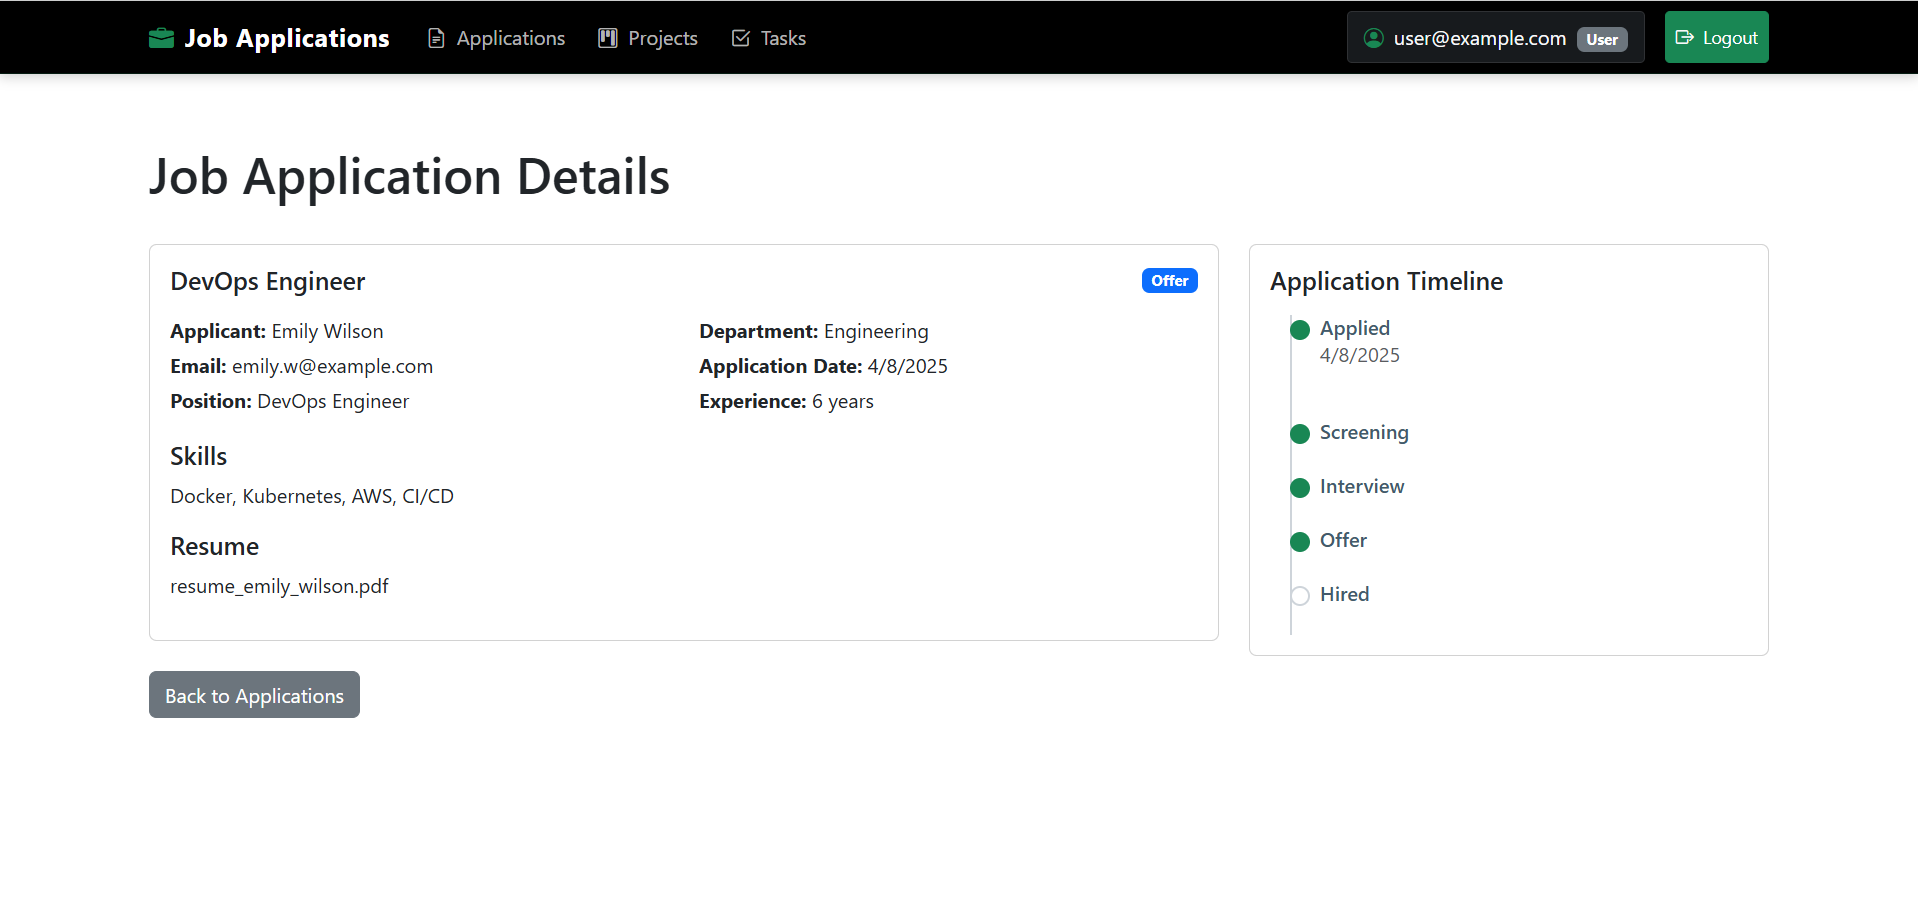 Job Applications Applications Projects Tasks user@example.com User Logout
Job Application Details
DevOps Engineer Offer
Applicant: Emily Wilson Department: Engineering
Email: emily.w@example.com Application Date: 4/8/2025
Position: DevOps Engineer Experience: 6 years
Skills
Docker, Kubernetes, AWS, CI/CD
Resume
resume_emily_wilson.pdf
Application Timeline
Applied
4/8/2025
Screening
Interview
Offer
Hired
Back to Applications